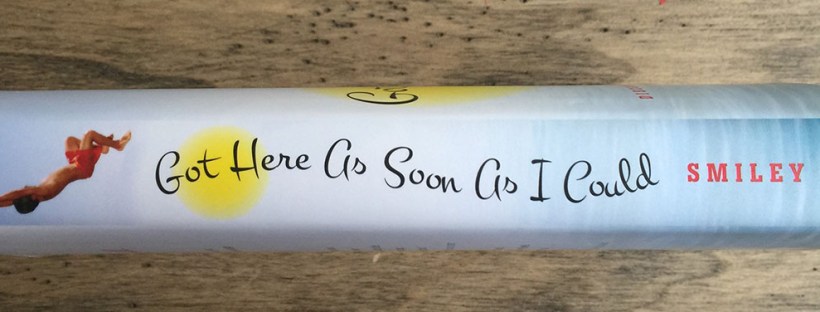 Got Here As Soon As I Could
SMILEY